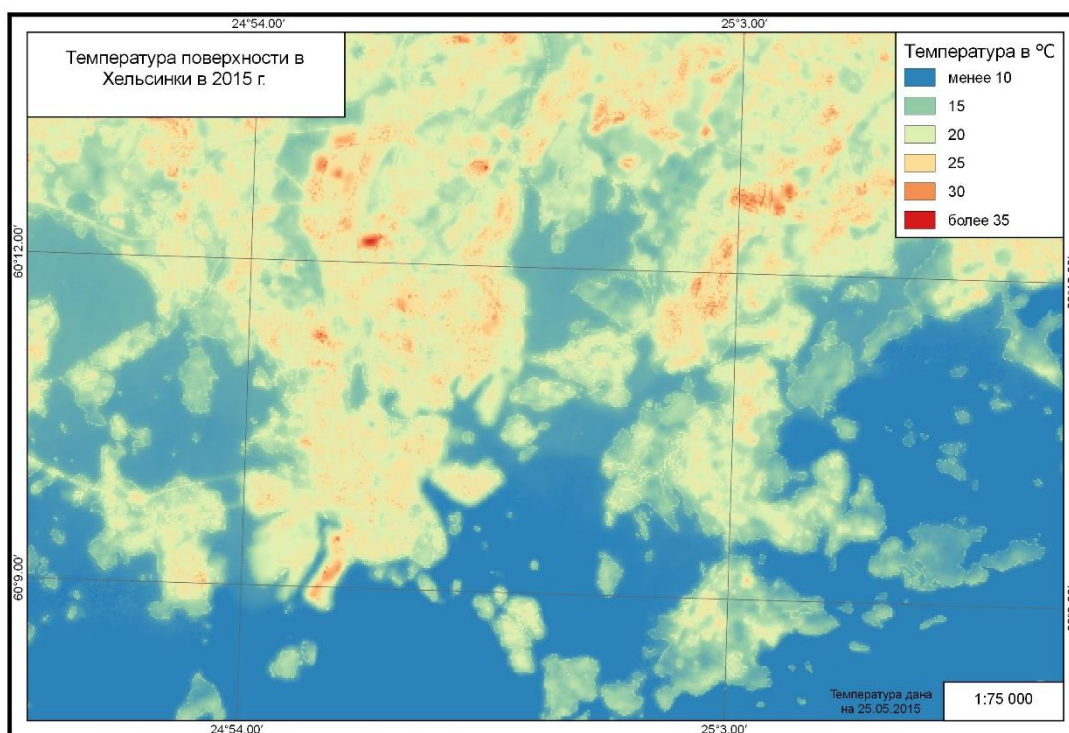 24°54.00'
25°3.00'
Температура поверхности в
Хельсинки в 2015 г.
Температура в °C
менее 10
15
20
25
30
более 35
60°12.00'
60°9.00'
Температура дана
на 25.05.2015
1:75 000
24°54.00'
25°3.00'